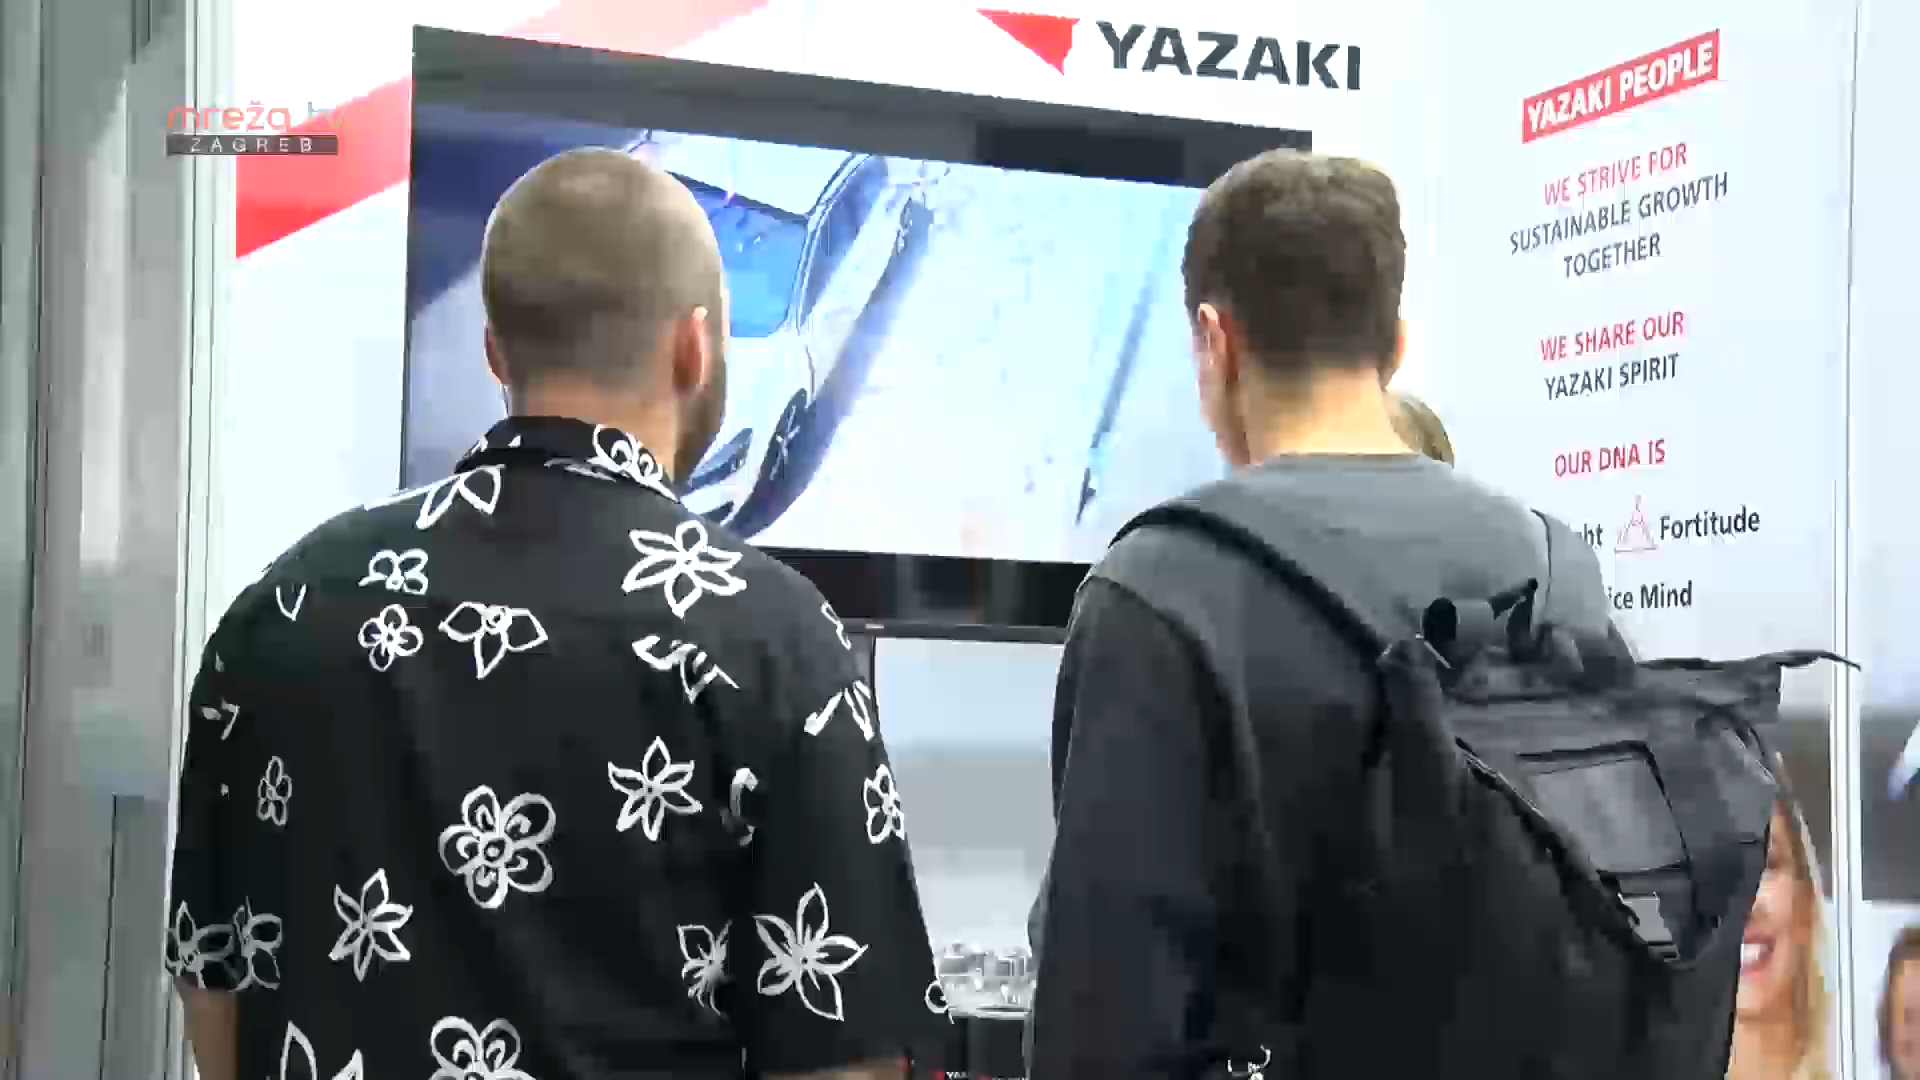 YAZAKI
mreža tv
ZAGREB
YAZAKI PEOPLE
WE STRIVE FOR
SUSTAINABLE GROWTH
TOGETHER
WE SHARE OUR
YAZAKI SPIRIT
OUR DNA IS
Fortitude
Mind